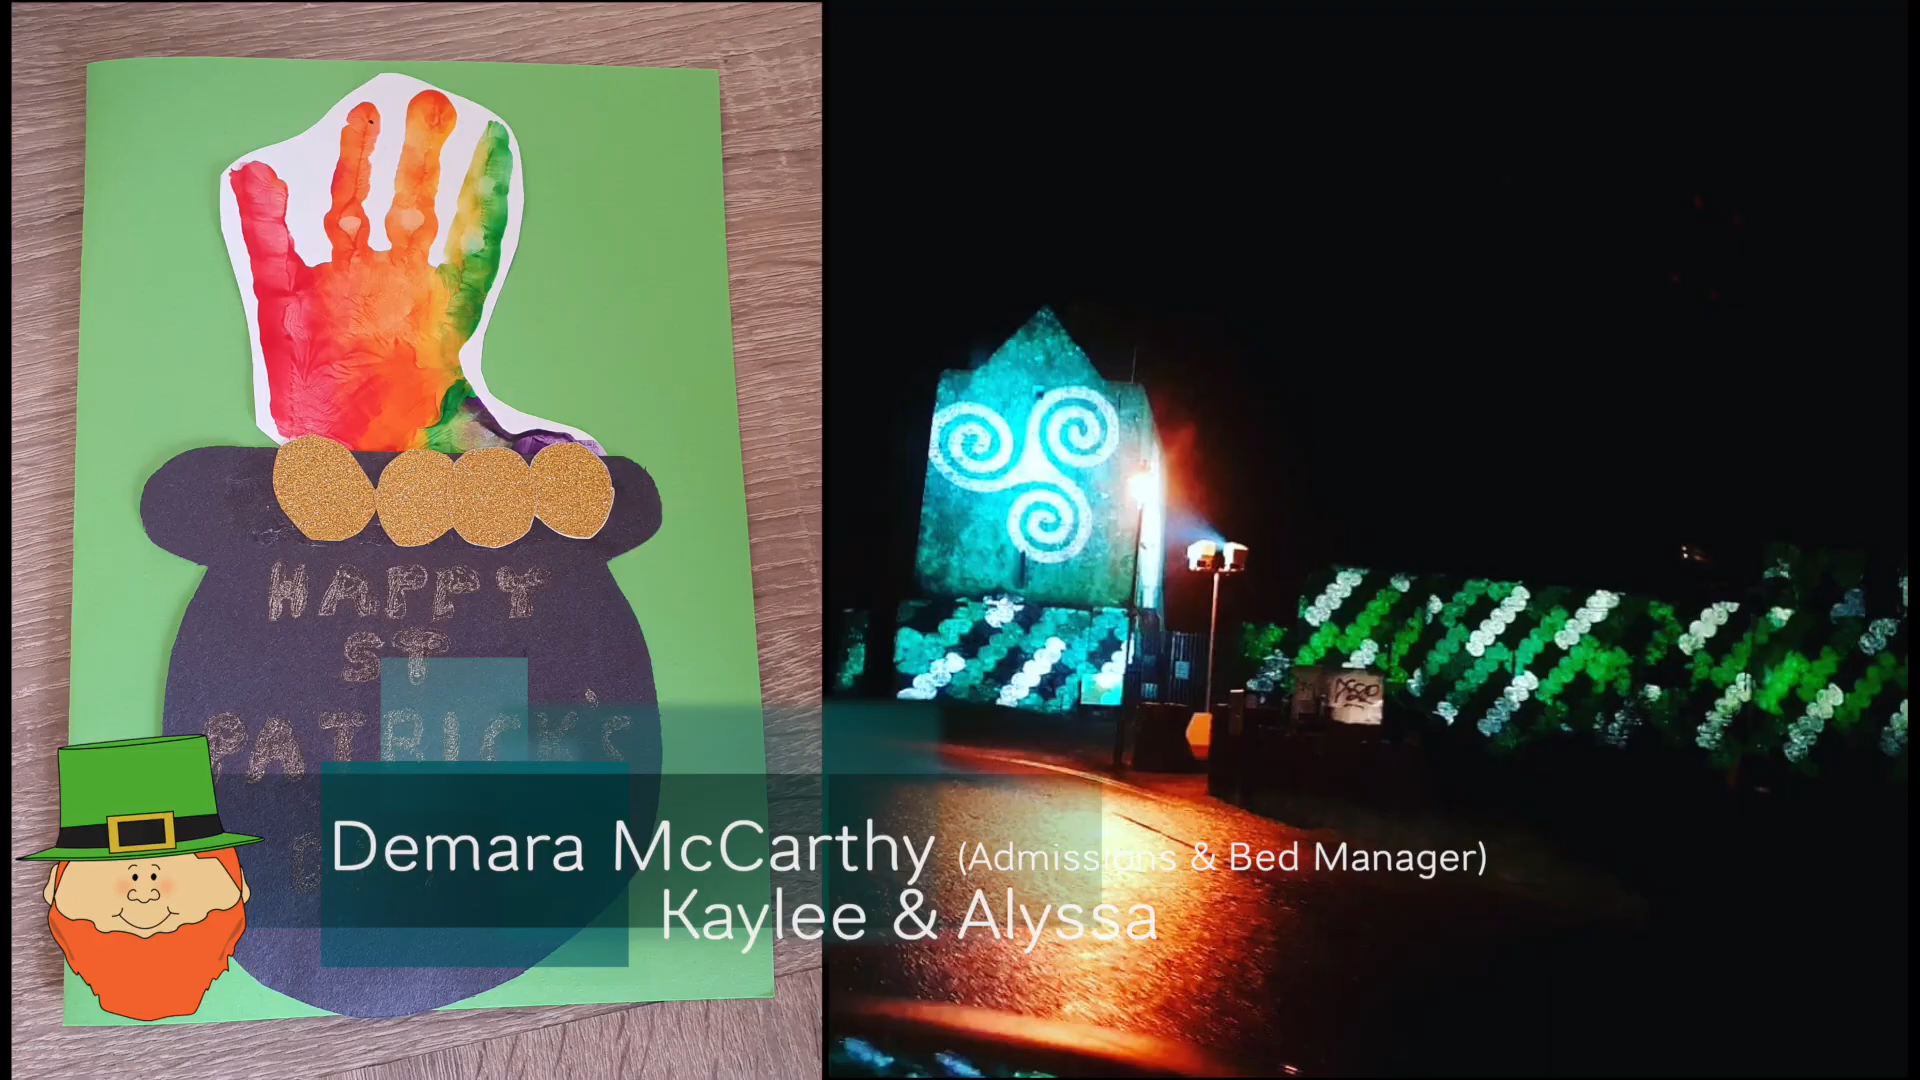 HAPPY
ST
PATRICK'S
D
Demara McCarthy (Admissions & Bed Manager)
Kaylee & Alyssa